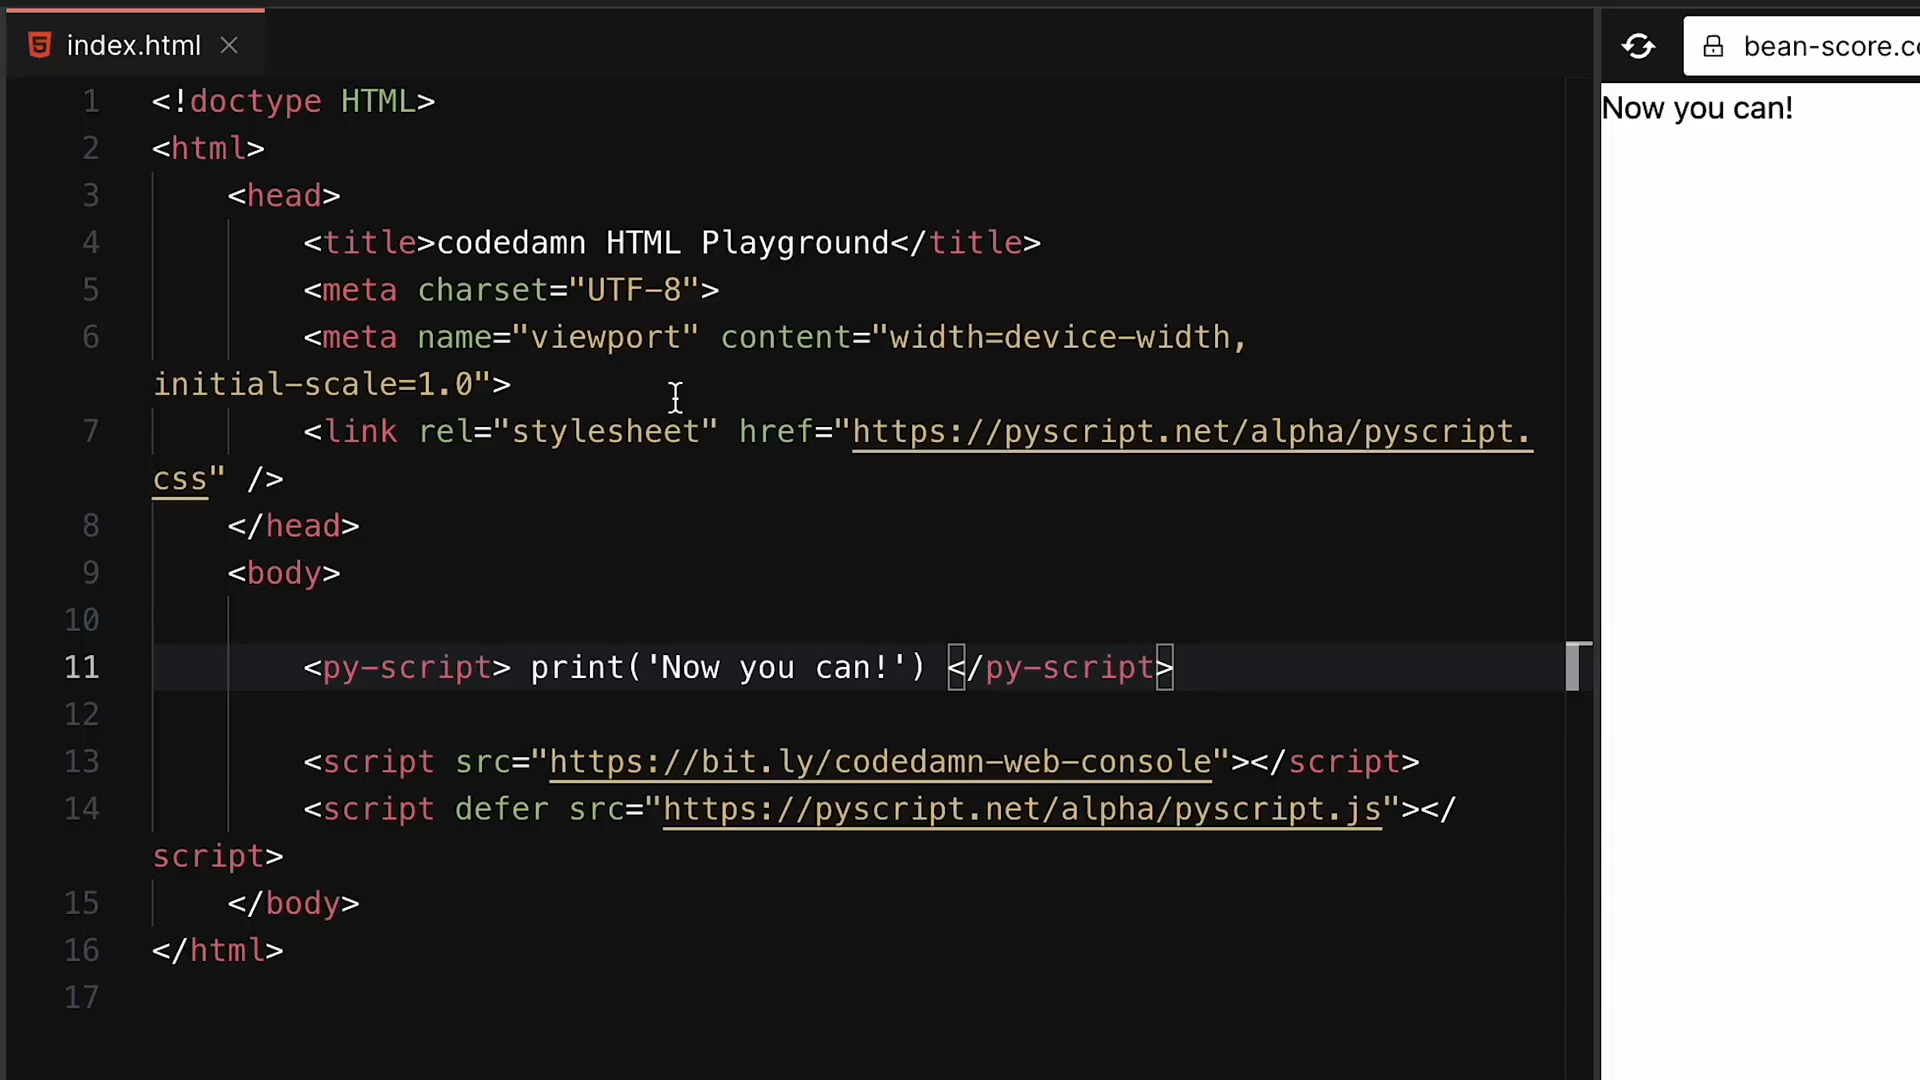 index.html
bean-score.co
1 <!doctype HTML>
2 <html>
3 <head>
4 <title>codedamn HTML Playground</title>
5 <meta charset="UTF-8">
6 <meta name="viewport" content="width=device-width,
initial-scale=1.0">
7 <link rel="stylesheet" href="https://pyscript.net/alpha/pyscript.
css" />
8 </head>
9 <body>
10
11 <py-script> print('Now you can!') </py-script>
12
13 <script src="https://bit.ly/codedamn-web-console"></script>
14 <script defer src="https://pyscript.net/alpha/pyscript.js"></
script>
15 </body>
16 </html>
17
Now you can!